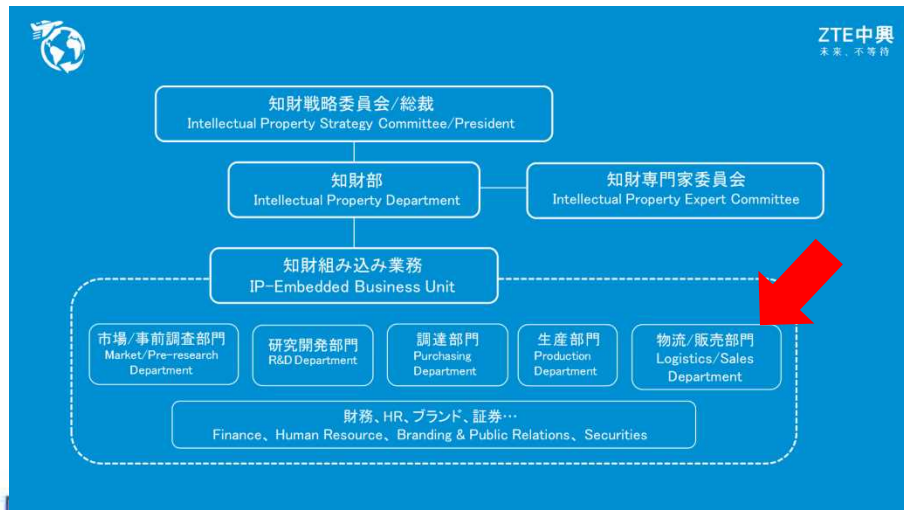 ZTE中興
未来、不等待
知財戦略委員会/総裁
Intellectual Property Strategy Committee/President
知財部
Intellectual Property Department
知財専門家委員会
Intellectual Property Expert Committee
知財組み込み業務
IP-Embedded Business Unit
市場/事前調査部門
Market/Pre-research
Department
研究開発部門
R&D Department
調達部門
Purchasing
Department
生産部門
Production
Department
物流/販売部門
Logistics/Sales
Department
財務、HR、ブランド、証券…
Finance、Human Resource、Branding & Public Relations、Securities